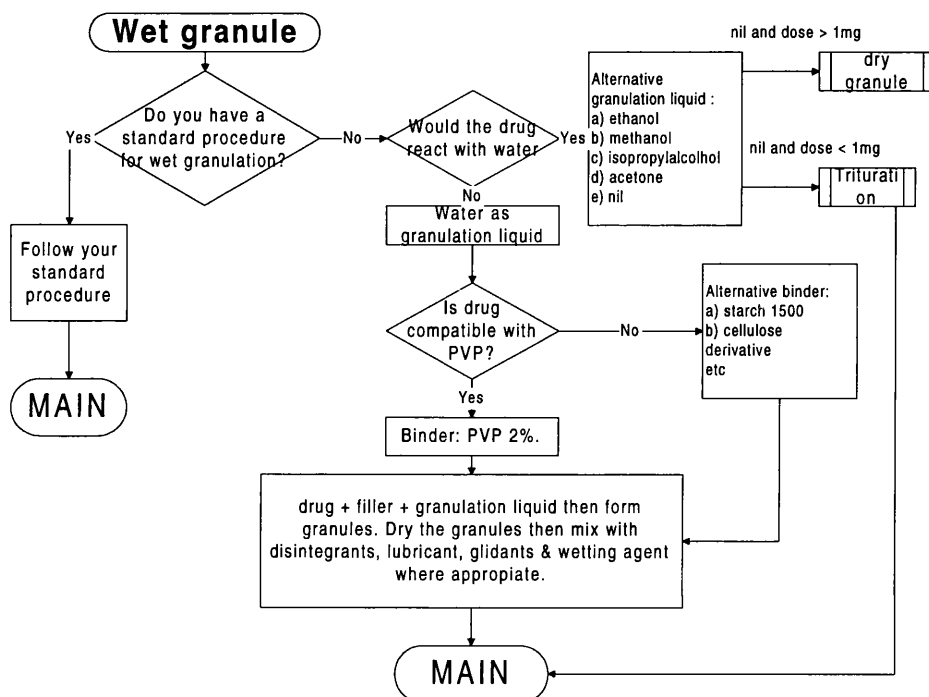 Wet granule
Do you have a
standard procedure
for wet granulation?
Yes
No
Follow your
standard
procedure
MAIN
Would the drug
react with water
Yes
No
Alternative
granulation liquid :
a) ethanol
b) methanol
c) isopropylalcolhol
d) acetone
e) nil
nil and dose > 1mg
dry
granule
nil and dose < 1mg
Triturati
on
Water as
granulation liquid
Is drug
compatible with
PVP?
No
Yes
Alternative binder:
a) starch 1500
b) cellulose
derivative
etc
Binder: PVP 2%.
drug + filler + granulation liquid then form
granules. Dry the granules then mix with
disintegrants, lubricant, glidants & wetting agent
where appropiate.
MAIN